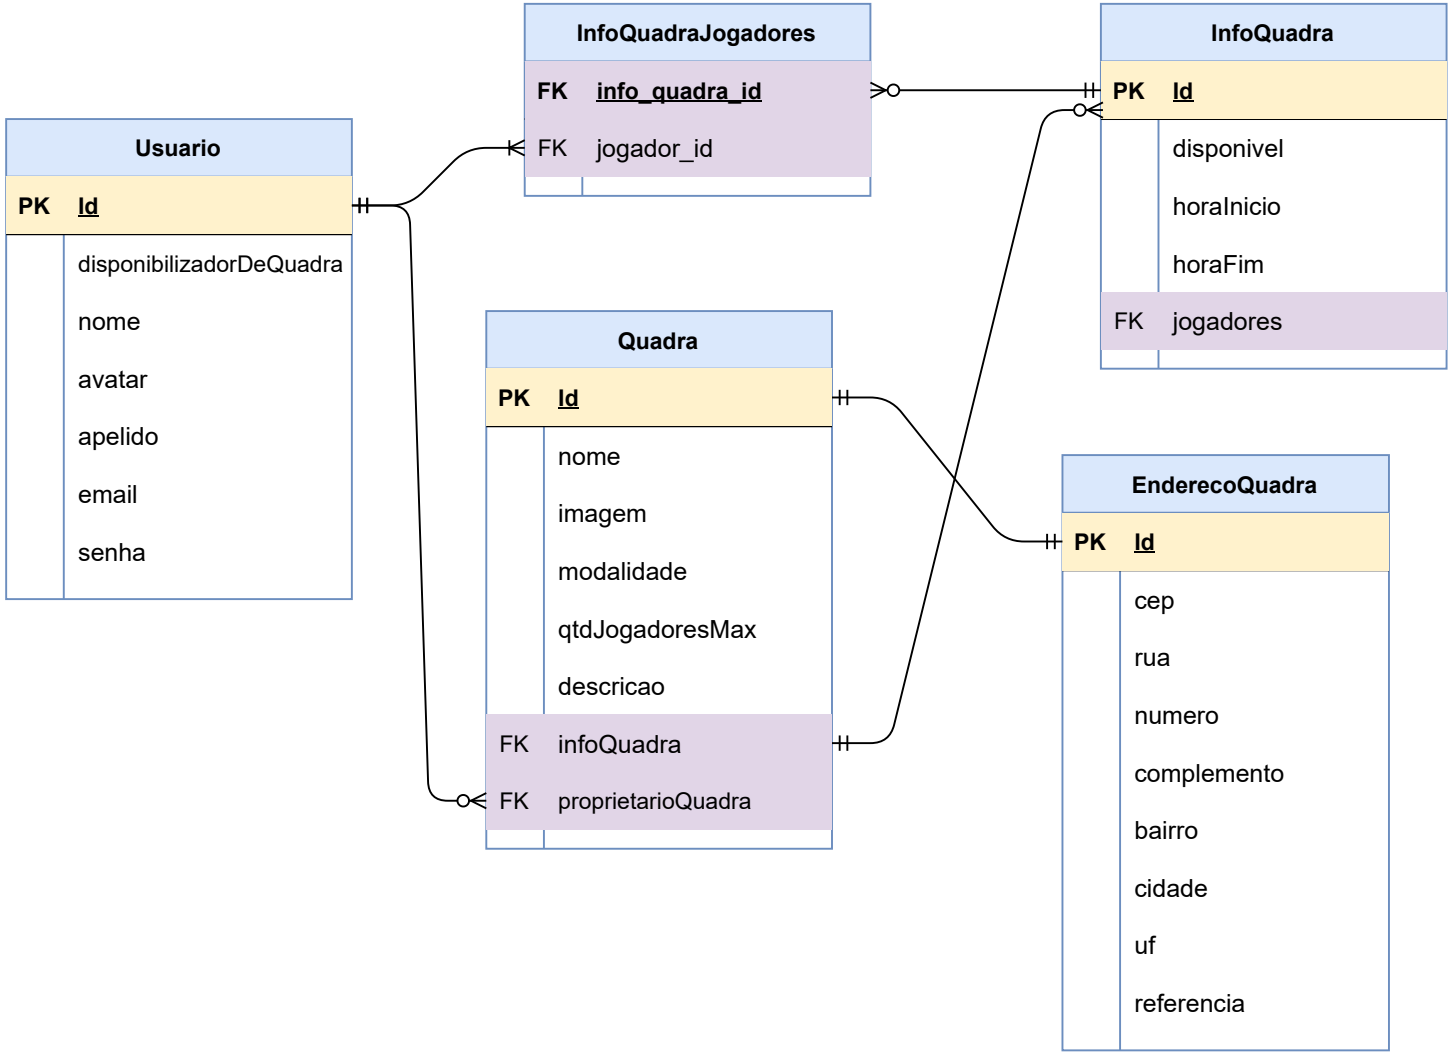 Usuario
PK Id
disponibilizadorDeQuadra
nome
avatar
apelido
email
senha
InfoQuadraJogadores
FK info_quadra_id
FK jogador_id
Quadra
PK Id
nome
imagem
modalidade
qtdJogadoresMax
descricao
FK infoQuadra
FK proprietarioQuadra
InfoQuadra
PK Id
disponivel
horaInicio
horaFim
FK jogadores
EnderecoQuadra
PK Id
cep
rua
numero
complemento
bairro
cidade
uf
referencia